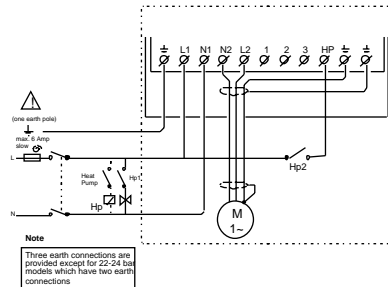 L1 N1 N2 L2 1 2 3 HP
(one earth pole)
max. 6 Amp
slow
L
Heat
Pump
Hp1
Hp2
Hp
M
1~
N
Note
Three earth connections are
provided except for 22-24 bar
models which have two earth
connections